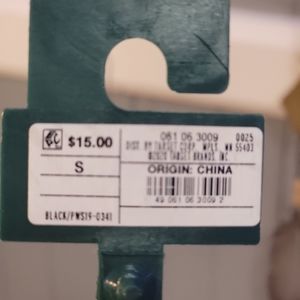 $15.00
S
BLACK/PWS19-0341
061 06 3009 0025
DIST. BY TARGET CORP. MPLS, MN 55403
©2020 TARGET BRANDS, INC.
ORIGIN: CHINA
49 061 06 3009 2